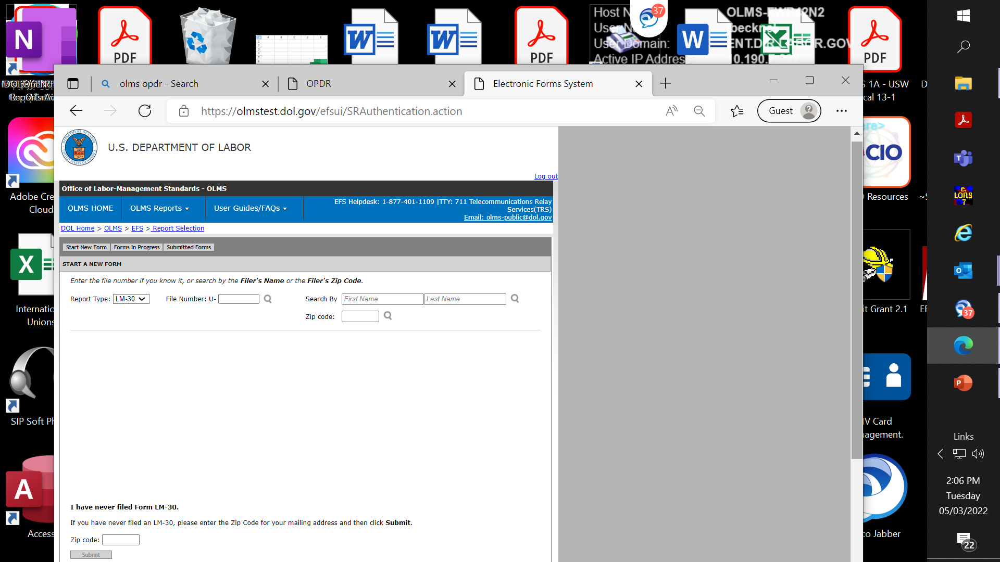 Host N
OLMS-FWP42N2
37
User N
beckne
User Domain:
ENT.DIR.LABOR.GOV
Active IP Address
10.190.
PDF
PDF
PDF
N
W
W
W
X
olms opdr - Search
OPDR
Electronic Forms System
S 1A - USW
cal 13-1
D
Reports
https://olmstest.dol.gov/efsui/SRAuthentication.action
Guest
U.S. DEPARTMENT OF LABOR
Log out
Office of Labor-Management Standards - OLMS
OLMS HOME
OLMS Reports
User Guides/FAQs
EFS Helpdesk: 1-877-401-1109 |TTY: 711 Telecommunications Relay
Services(TRS)
Email: olms-public@dol.gov
DOL Home > OLMS > EFS > Report Selection
Start New Form
Forms In Progress
Submitted Forms
START A NEW FORM
Enter the file number if you know it, or search by the Filer's Name or the Filer's Zip Code.
Report Type: LM-30
File Number: U-
Search By
First Name
Last Name
Zip code:
I have never filed Form LM-30.
If you have never filed an LM-30, please enter the Zip Code for your mailing address and then click Submit.
Zip code:
Submit
Adobe Cre
Cloud
X
Internatio
Unions
SIP Soft Ph
A
Access
ere>
CIO
Resources
~S
it Grant 2.1
EF
IV Card
agement.
co Jabber
T
LORS
7
O
37
P
Links
2:06 PM
Tuesday
05/03/2022
22